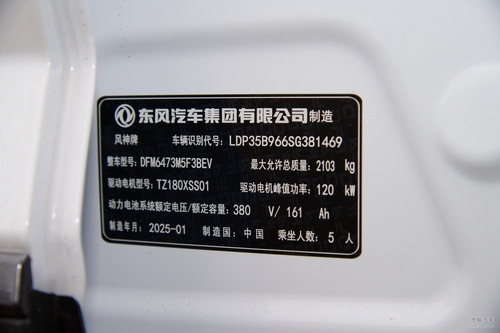 东风汽车集团有限公司 制造
风神牌 车辆识别代号: LDP35B966SG381469
整车型号 DFM6473M5F3BEV 最大允许总质量: 2103 kg
驱动电机型号 TZ180XSS01 驱动电机峰值功率: 120 kW
动力电池系统额定电压/额定容量: 380 V/ 161 Ah
制造年月: 2025-01 制造国: 中国 乘坐人数: 5 人